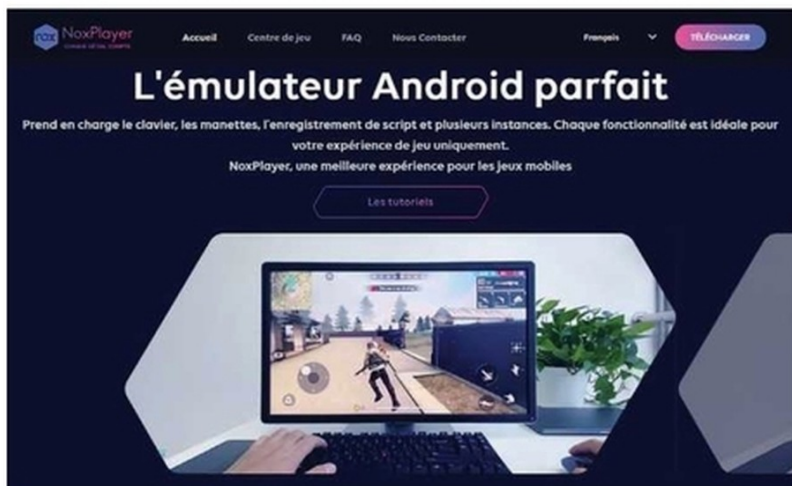 nox NoxPlayer
Accueil Centre de jeu FAQ Nous Contacter Français TÉLÉCHARGER
L'émulateur Android parfait
Prend en charge le clavier, les manettes, l'enregistrement de script et plusieurs instances. Chaque fonctionnalité est idéale pour
votre expérience de jeu uniquement.
NoxPlayer, une meilleure expérience pour les jeux mobiles
Les tutoriels